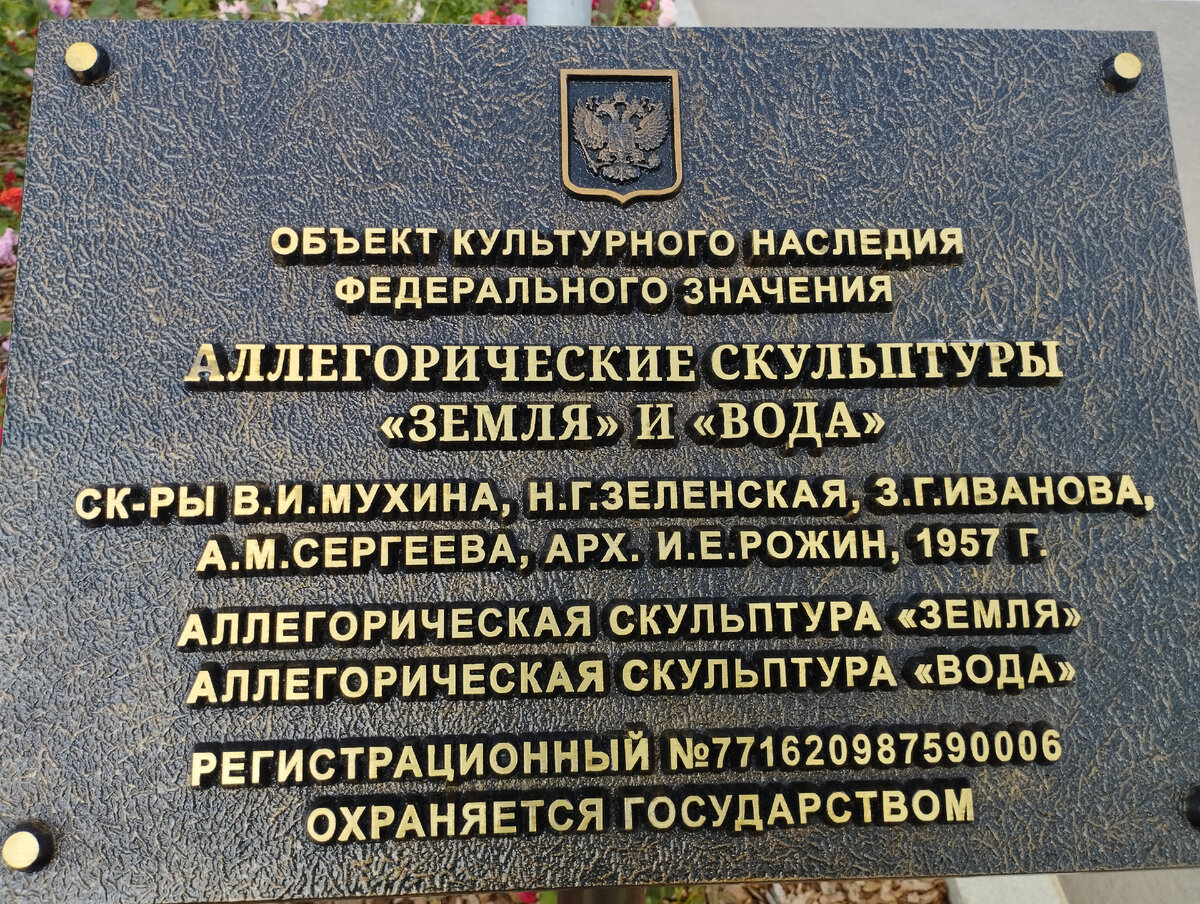 ОБЪЕКТ КУЛЬТУРНОГО НАСЛЕДИЯ
ФЕДЕРАЛЬНОГО ЗНАЧЕНИЯ
АЛЛЕГОРИЧЕСКИЕ СКУЛЬПТУРЫ
«ЗЕМЛЯ» И «ВОДА»
СК-РЫ В.И.МУХИНА, Н.Г.ЗЕЛЕНСКАЯ, З.Г.ИВАНОВА,
А.М.СЕРГЕЕВА, АРХ. И.Е.РОЖИН, 1957 Г.
АЛЛЕГОРИЧЕСКАЯ СКУЛЬПТУРА «ЗЕМЛЯ»
АЛЛЕГОРИЧЕСКАЯ СКУЛЬПТУРА «ВОДА»
РЕГИСТРАЦИОННЫЙ №771620987590006
ОХРАНЯЕТСЯ ГОСУДАРСТВОМ